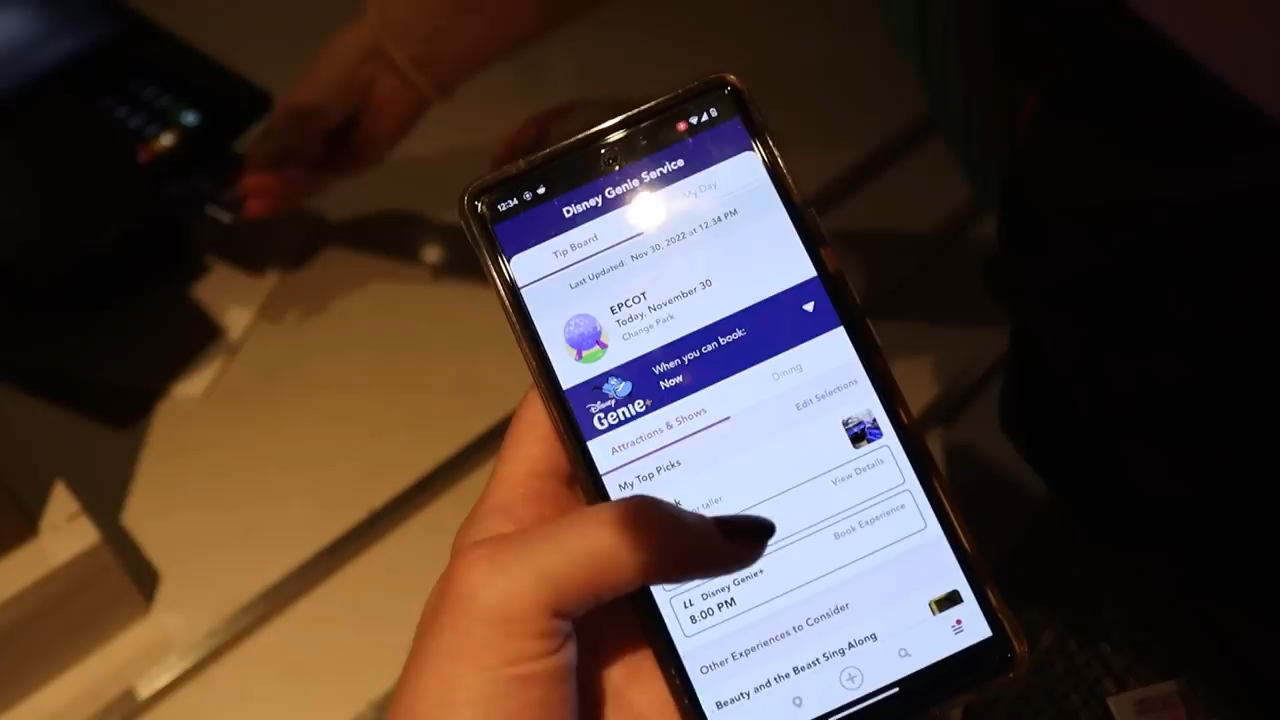 12:34
Disney Genie Service
Tip Board
My Day
Last Updated: Nov 30, 2022 at 12:34 PM
EPCOT
Today, November 30
Change Park
Disney Genie+
When you can book:
Now
Attractions & Shows
Dining
Edit Selections
My Top Picks
taller
View Details
LL Disney Genie+
8:00 PM
Book Experience
Other Experiences to Consider
Beauty and the Beast Sing-Along